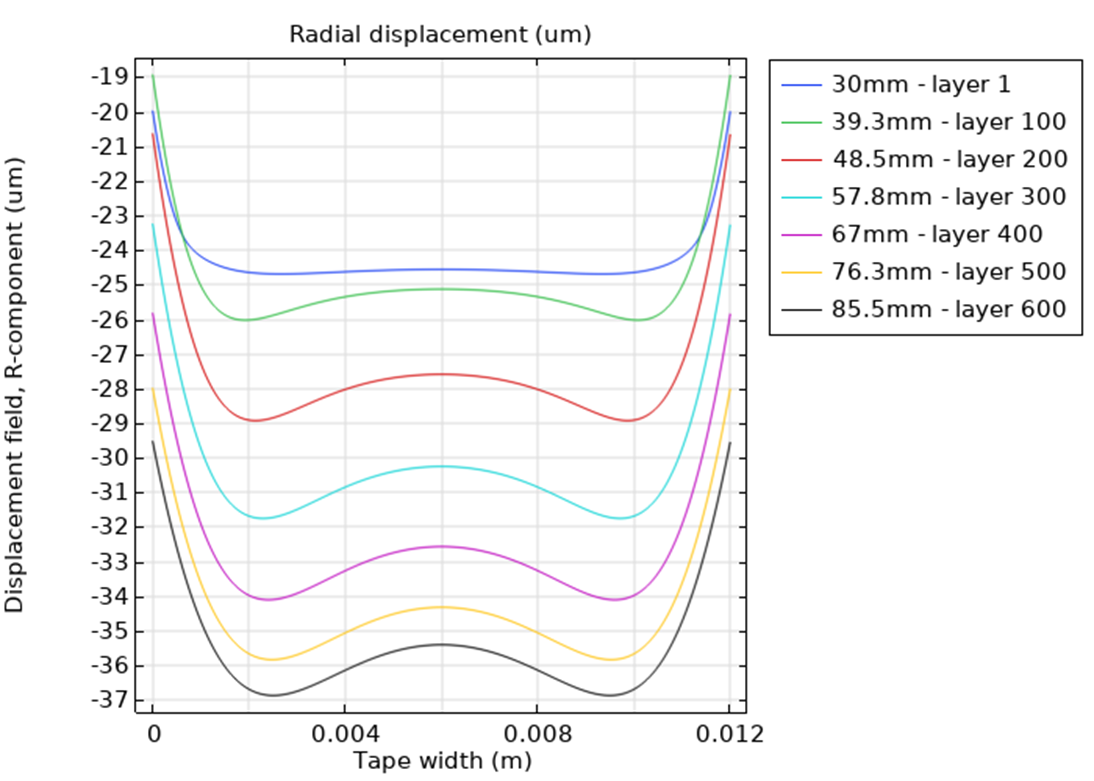 Radial displacement (um)
Displacement field, R-component (um)
-19
-20
-21
-22
-23
-24
-25
-26
-27
-28
-29
-30
-31
-32
-33
-34
-35
-36
-37
0 0.004 0.008 0.012
Tape width (m)
30mm - layer 1
39.3mm - layer 100
48.5mm - layer 200
57.8mm - layer 300
67mm - layer 400
76.3mm - layer 500
85.5mm - layer 600